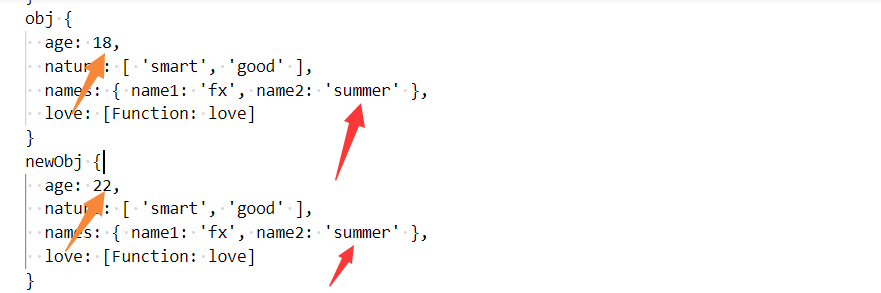 obj {
age: 18,
nature: [ 'smart', 'good' ],
names: { name1: 'fx', name2: 'summer' },
love: [Function: love]
}
newObj {
age: 22,
nature: [ 'smart', 'good' ],
names: { name1: 'fx', name2: 'summer' },
love: [Function: love]
}